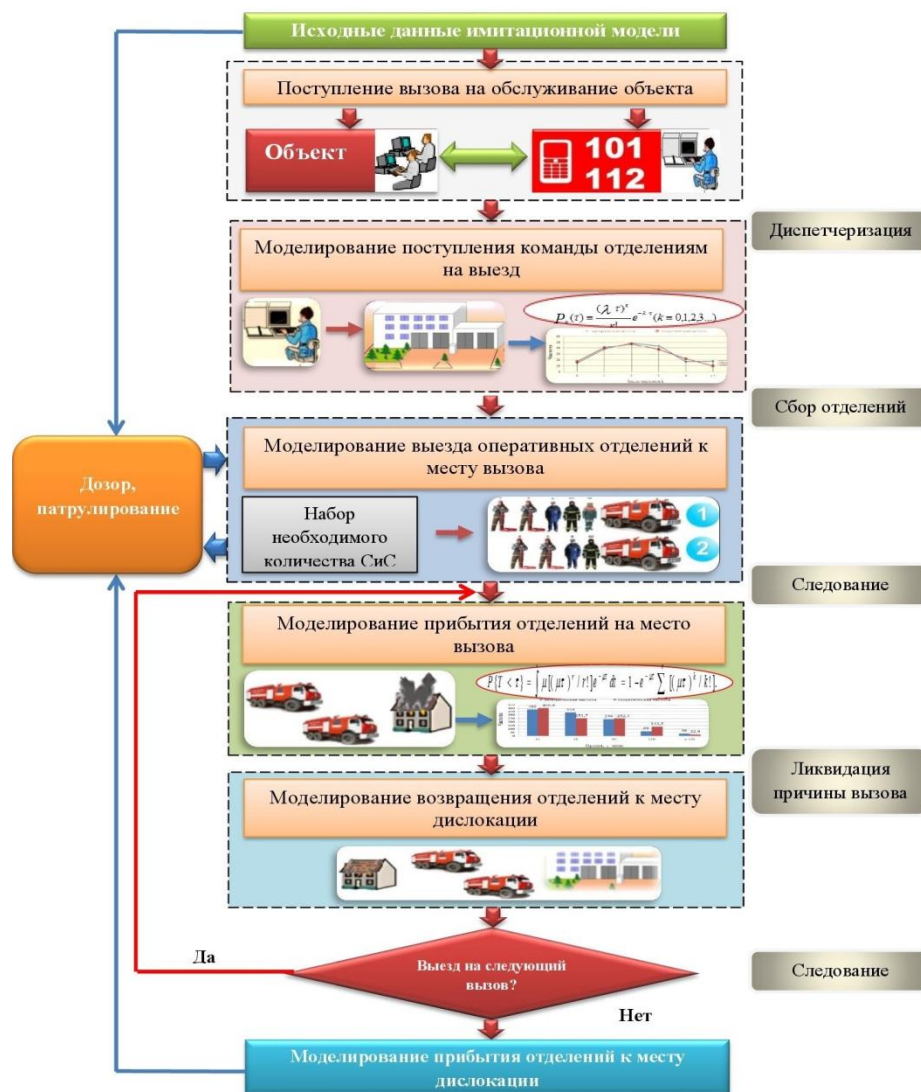 Исходные данные имитационной модели
Поступление вызова на обслуживание объекта
Объект
101
112
Диспетчеризация
Моделирование поступления команды отделениям
на выезд
Сбор отделений
Моделирование выезда оперативных отделений к
месту вызова
Дозор,
патрулирование
Набор
необходимого
количества СиС
1
2
Следование
Моделирование прибытия отделений на место
вызова
Ликвидация
причины вызова
Моделирование возвращения отделений к месту
дислокации
Да
Выезд на следующий
вызов?
Следование
Нет
Моделирование прибытия отделений к месту
дислокации